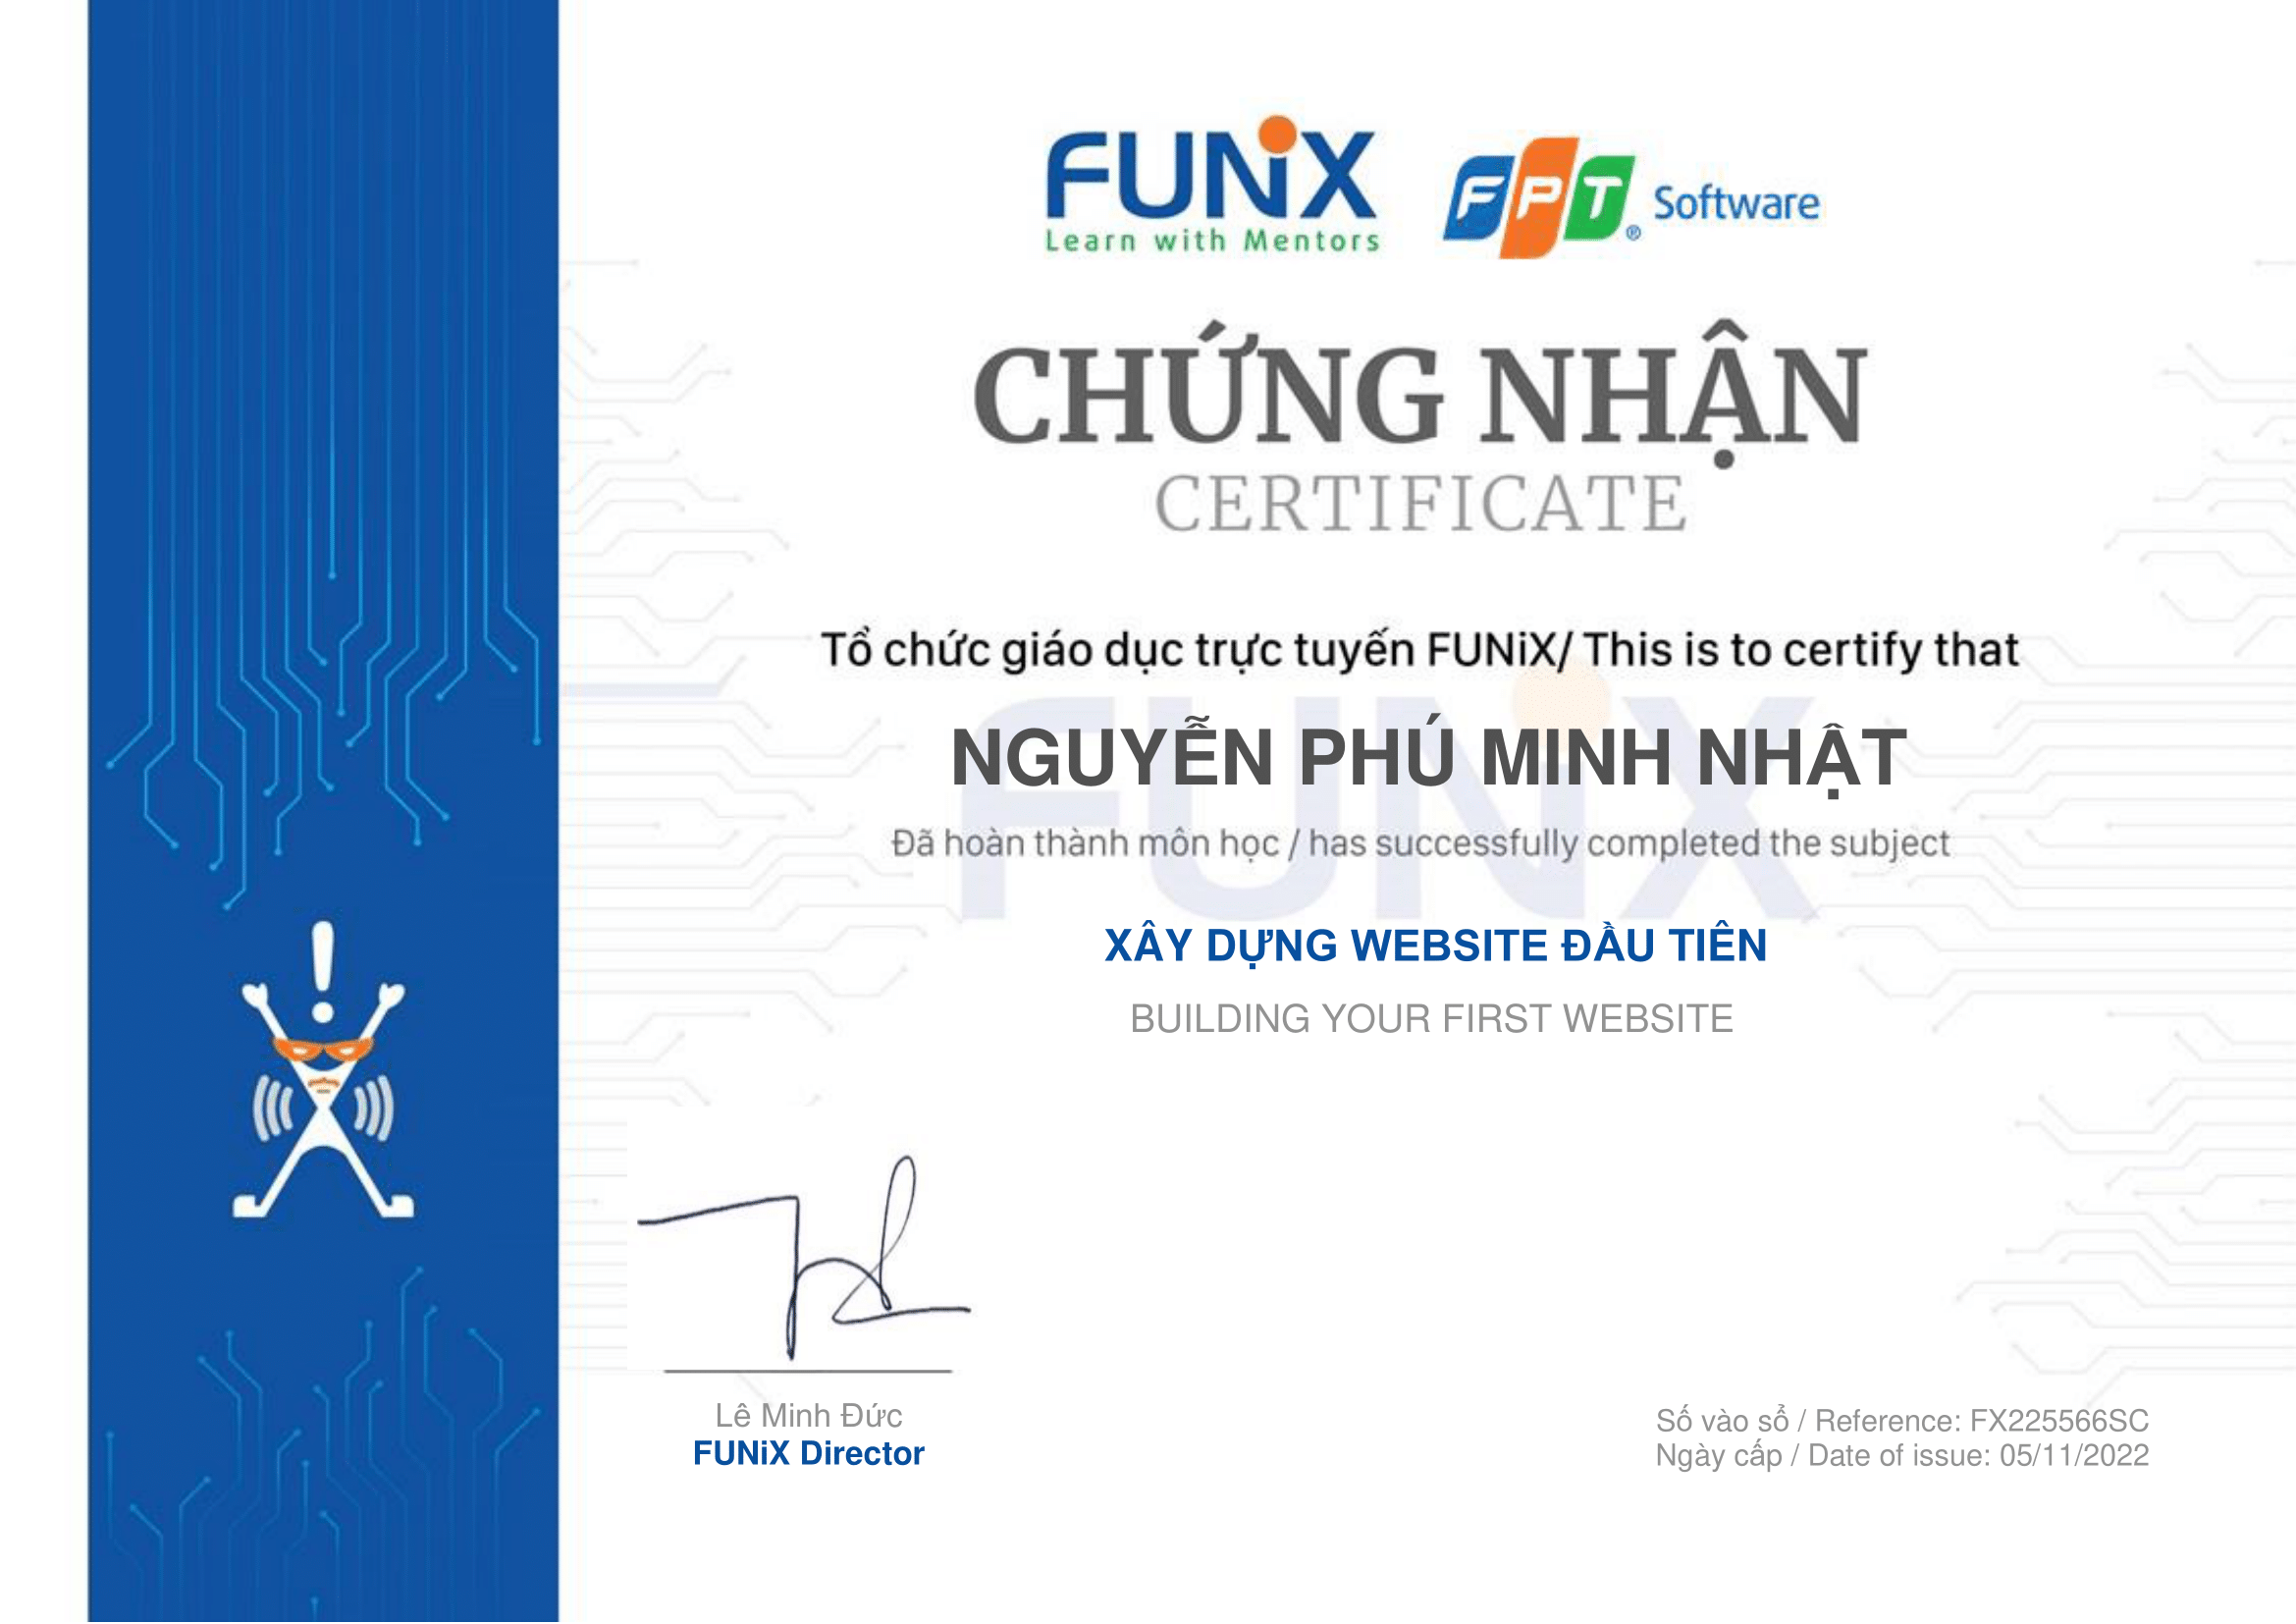 FUNiX
Learn with Mentors
FPT® Software
CHỨNG NHẬN
CERTIFICATE
Tổ chức giáo dục trực tuyến FUNiX/ This is to certify that
NGUYỄN PHÚ MINH NHẬT
Đã hoàn thành môn học / has successfully completed the subject
FUNiX
XÂY DỰNG WEBSITE ĐẦU TIÊN
BUILDING YOUR FIRST WEBSITE
Lê Minh Đức
FUNiX Director
Số vào sổ / Reference: FX225566SC
Ngày cấp / Date of issue: 05/11/2022